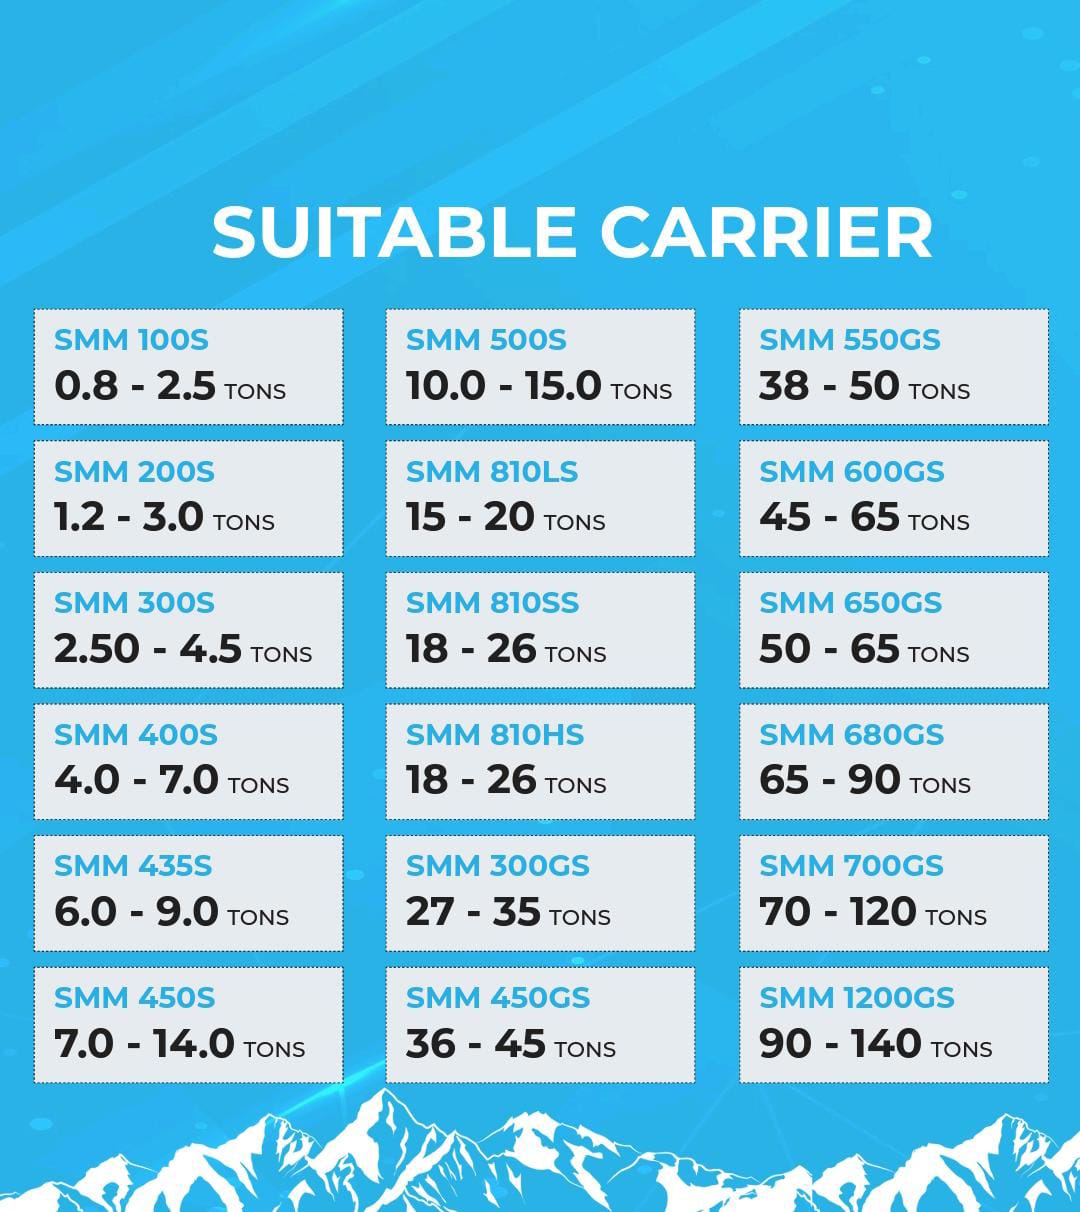 SUITABLE CARRIER
SMM 100S
0.8 - 2.5 TONS
SMM 200S
1.2 - 3.0 TONS
SMM 300S
2.50 - 4.5 TONS
SMM 400S
4.0 - 7.0 TONS
SMM 435S
6.0 - 9.0 TONS
SMM 450S
7.0 - 14.0 TONS
SMM 500S
10.0 - 15.0 TONS
SMM 810LS
15 - 20 TONS
SMM 810SS
18 - 26 TONS
SMM 810HS
18 - 26 TONS
SMM 300GS
27 - 35 TONS
SMM 450GS
36 - 45 TONS
SMM 550GS
38 - 50 TONS
SMM 600GS
45 - 65 TONS
SMM 650GS
50 - 65 TONS
SMM 680GS
65 - 90 TONS
SMM 700GS
70 - 120 TONS
SMM 1200GS
90 - 140 TONS